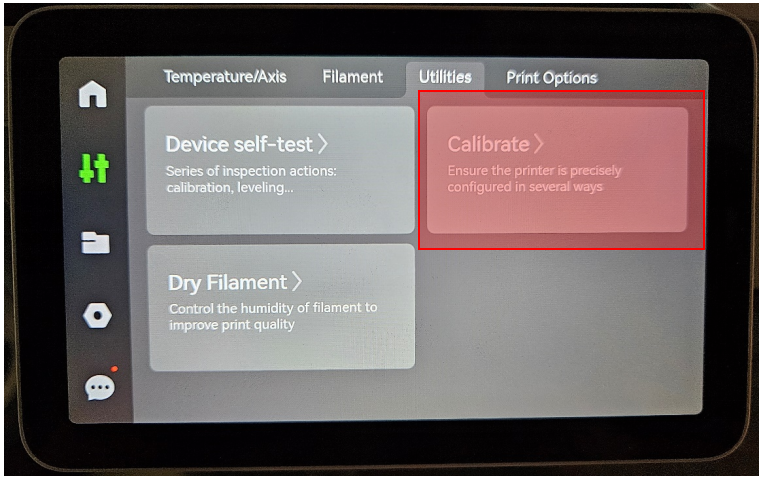 Temperature/Axis Filament Utilities Print Options
Device self-test
Series of inspection actions:
calibration, leveling...
Calibrate
Ensure the printer is precisely
configured in several ways
Dry Filament
Control the humidity of filament to
improve print quality